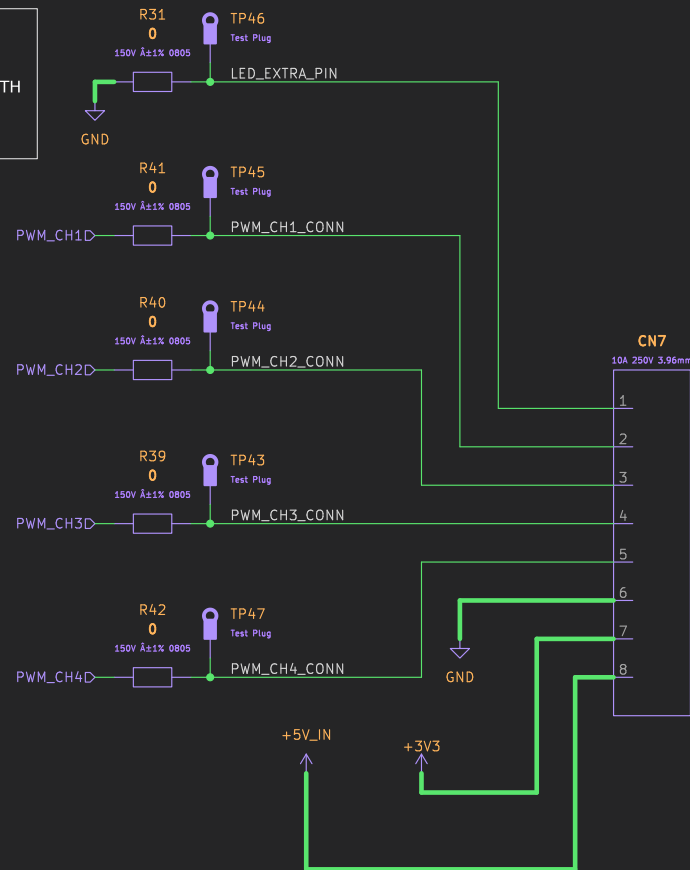 R31
0
150V Â±1% 0805
TP46
Test Plug
LED_EXTRA_PIN
TH
GND
R41
0
150V Â±1% 0805
TP45
Test Plug
PWM_CH1
PWM_CH1_CONN
R40
0
150V Â±1% 0805
TP44
Test Plug
PWM_CH2
PWM_CH2_CONN
CN7
10A 250V 3.96mm
1
2
3
4
5
6
7
8
R39
0
150V Â±1% 0805
TP43
Test Plug
PWM_CH3
PWM_CH3_CONN
R42
0
150V Â±1% 0805
TP47
Test Plug
PWM_CH4
PWM_CH4_CONN
GND
+5V_IN
+3V3